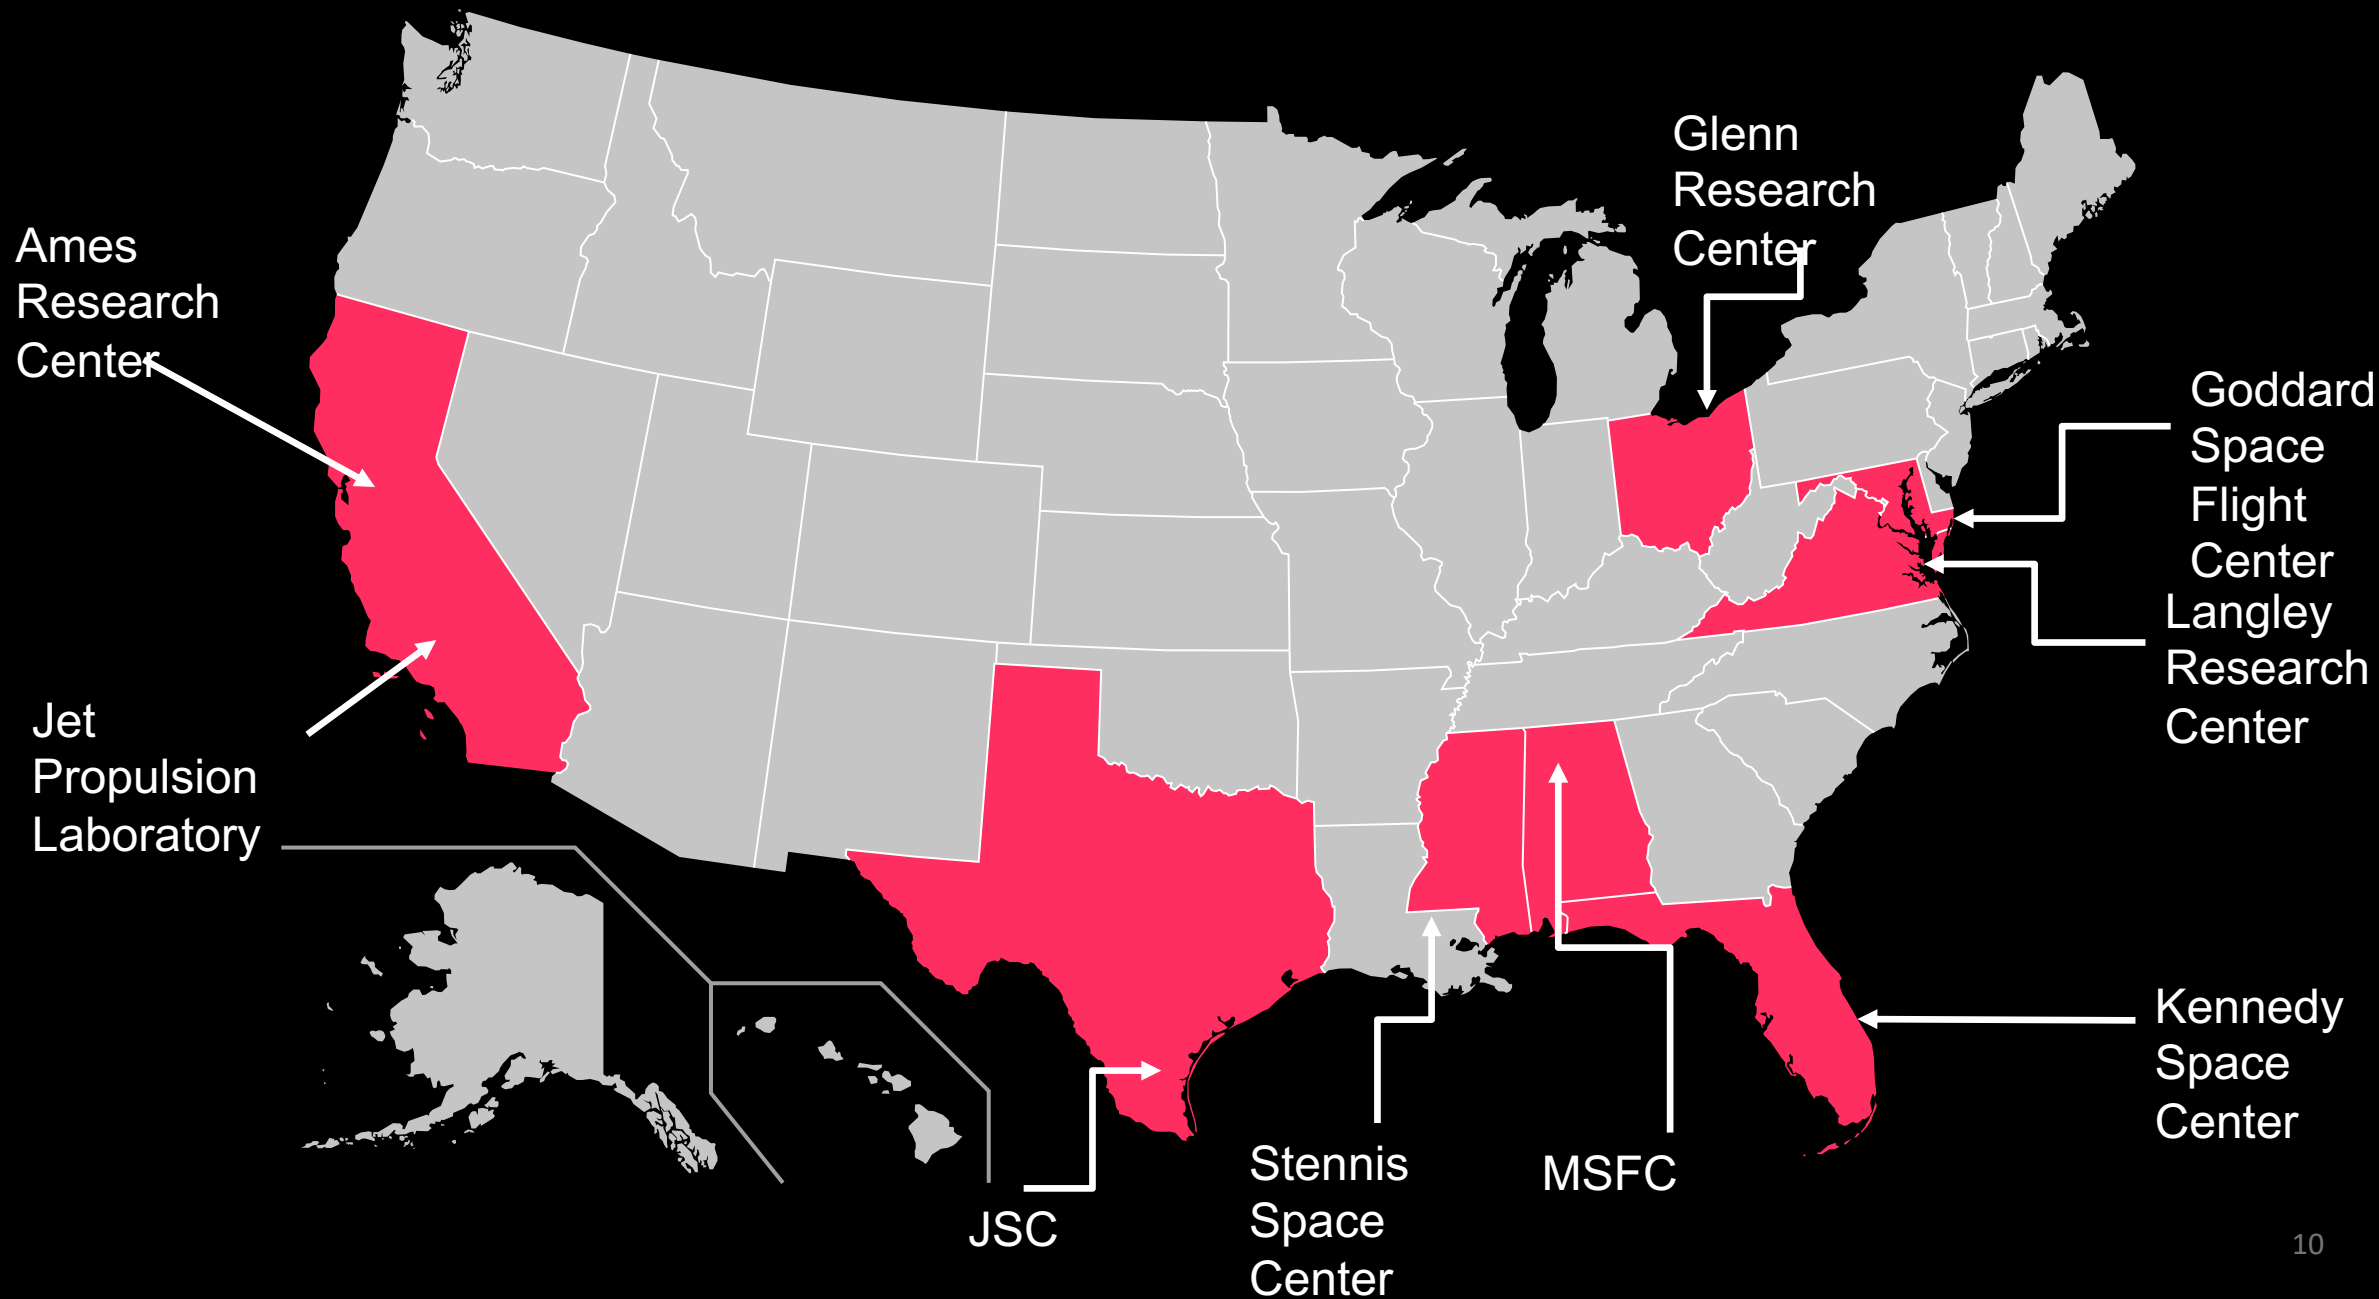 Glenn
Research
Center
Ames
Research
Center
Goddard
Space
Flight
Center
Langley
Research
Center
Jet
Propulsion
Laboratory
Kennedy
Space
Center
Stennis
Space
Center
MSFC
JSC
10